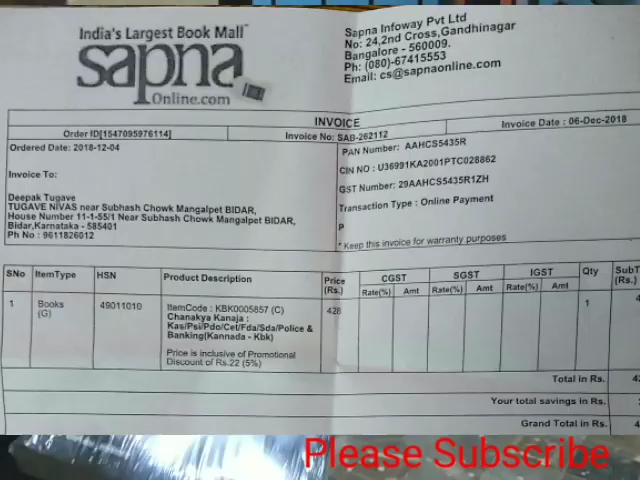 India's Largest Book Mall
sapna
Online.com
Sapna Infoway Pvt Ltd
No: 24,2nd Cross,Gandhinagar
Bangalore - 560009.
Ph: (080)-67415553
Email: cs@sapnaonline.com
INVOICE
Order ID[1547095976114] Invoice No: SAB-262112 Invoice Date : 06-Dec-2018
Ordered Date: 2018-12-04
Invoice To:
Deepak Tugave
TUGAVE NIVAS near Subhash Chowk Mangalpet BIDAR,
House Number 11-1-55/1 Near Subhash Chowk Mangalpet BIDAR,
Bidar,Karnataka - 585401
Ph No : 9611826012
PAN Number: AAHCS5435R
CIN NO : U36991KA2001PTC028862
GST Number: 29AAHCS5435R1ZH
Transaction Type : Online Payment
P
* Keep this invoice for warranty purposes
SNo ItemType HSN Product Description Price (Rs.) CGST SGST IGST Qty SubT (Rs.)
Rate(%) Amt Rate(%) Amt Rate(%) Amt
1 Books (G) 49011010 ItemCode : KBK0005857 (C) 428 1 4
Chanakya Kanaja :
Kas/Psi/Pdo/Cet/Fda/Sda/Police &
Banking(Kannada - Kbk)
Price is inclusive of Promotional
Discount of Rs.22 (5%)
Total in Rs. 42
Your total savings in Rs.
Grand Total in Rs. 4
Please Subscribe